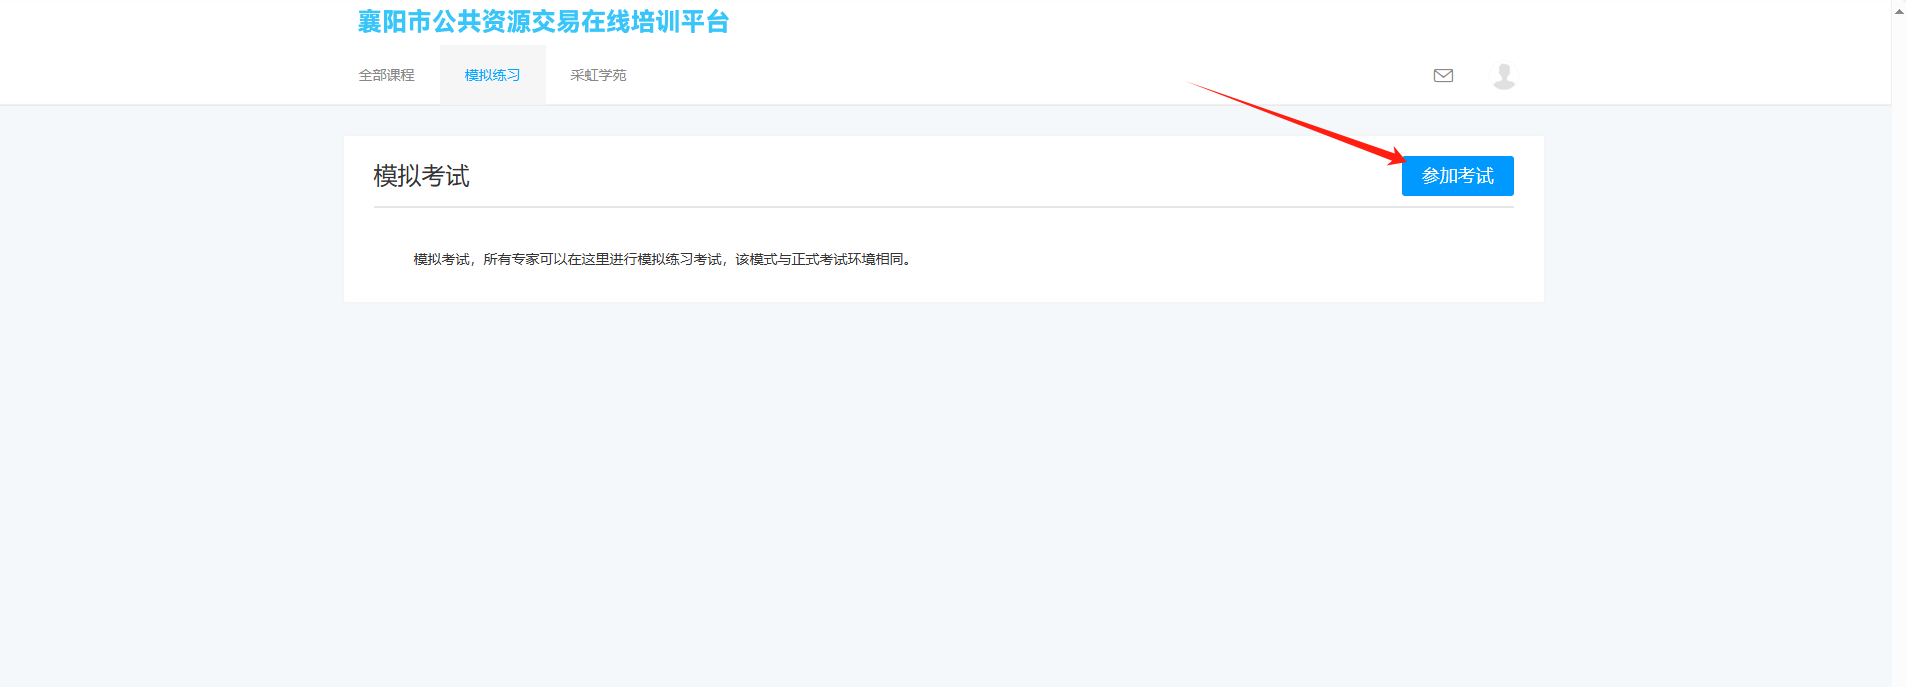 襄阳市公共资源交易在线培训平台
全部课程 模拟练习 采虹学苑
模拟考试
参加考试
模拟考试，所有专家可以在这里进行模拟练习考试，该模式与正式考试环境相同。